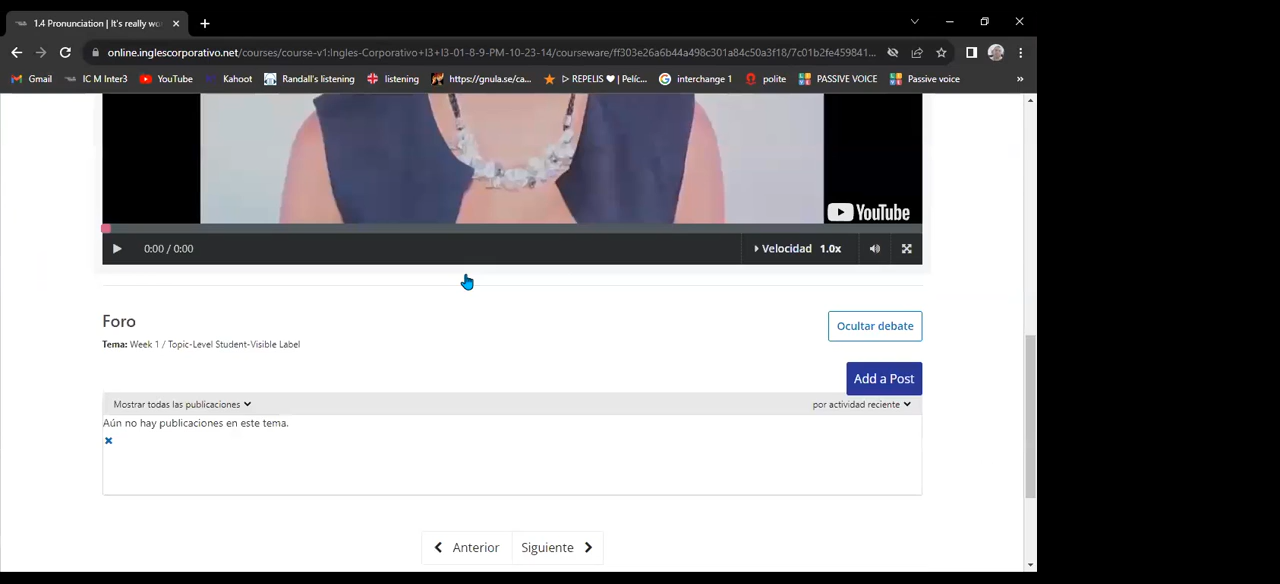 1.4 Pronunciation | It's really wo
online.inglescorporativo.net/courses/course-v1:Ingles-Corporativo+I3+I3-01-8-9-PM-10-23-14/courseware/ff303e26a6b44a498c301a84c50a3f18/7c01b2fe459841...
Gmail IC M Inter3 YouTube Kahoot Randall's listening listening https://gnula.se/ca... ▷ REPELIS ♥ | Pelíc... interchange 1 polite PASSIVE VOICE Passive voice »
YouTube
0:00 / 0:00 Velocidad 1.0x
Foro
Ocultar debate
Tema: Week 1 / Topic-Level Student-Visible Label
Add a Post
Mostrar todas las publicaciones por actividad reciente
Aún no hay publicaciones en este tema.
Anterior Siguiente